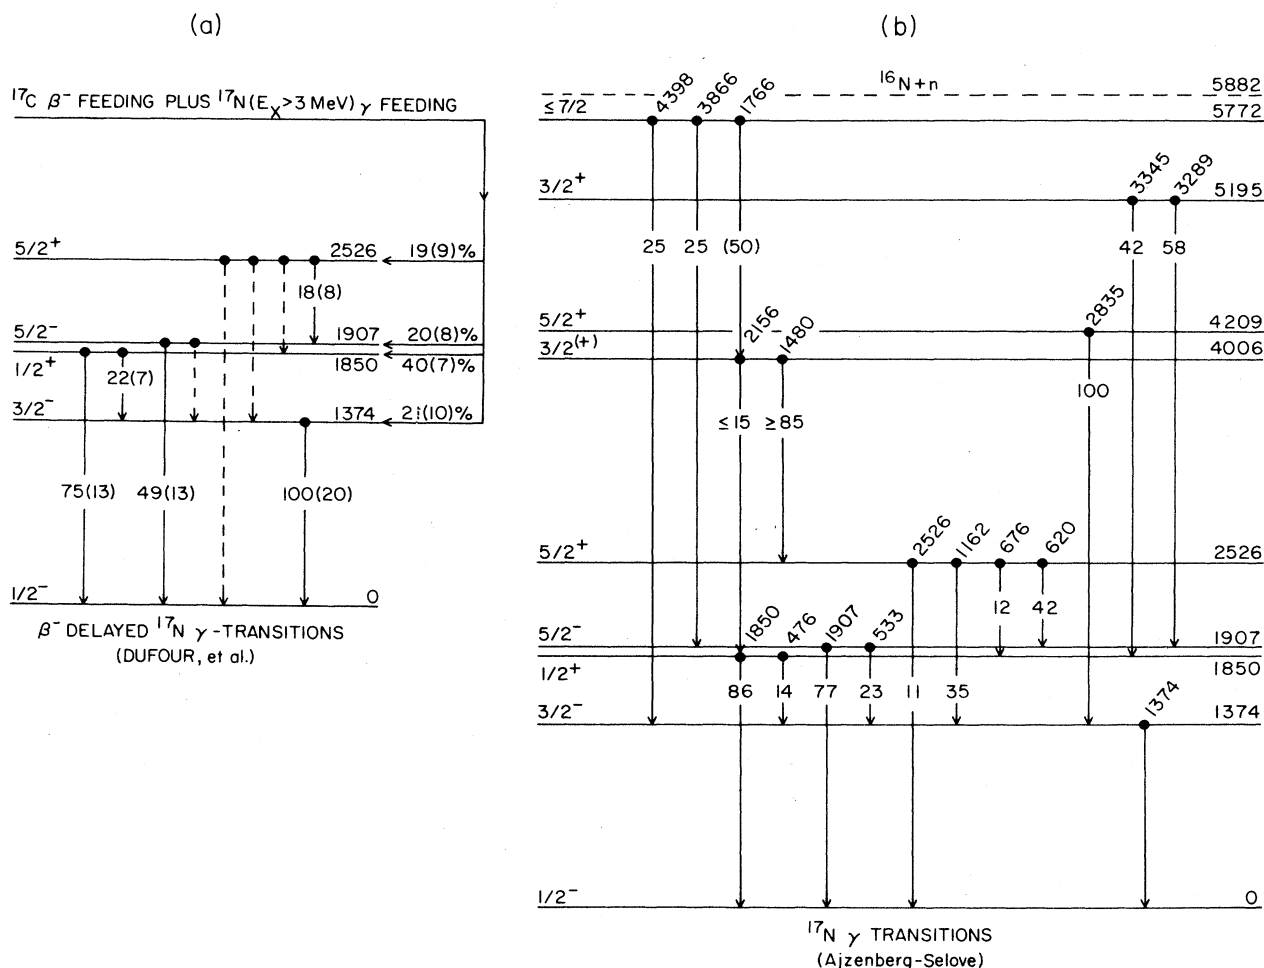 (a)
¹⁷C β⁻ FEEDING PLUS ¹⁷N(Eₓ>3 MeV) γ FEEDING
5/2⁺ 2526 19(9)%
18(8)
5/2⁻ 1907 20(8)%
1/2⁺ 1850 40(7)%
22(7)
3/2⁻ 1374 21(10)%
75(13) 49(13) 100(20)
1/2⁻ 0
β⁻ DELAYED ¹⁷N γ-TRANSITIONS
(DUFOUR, et al.)
(b)
¹⁶N+n 5882
4398 3866 1766
≤7/2 5772
3345 3289
3/2⁺ 5195
25 25 (50) 42 58
2835
5/2⁺ 4209
2156 1480
3/2⁽⁺⁾ 4006
100
≤15 ≥85
2526 1162 676 620
5/2⁺ 2526
12 42
1850 476 1907 533
5/2⁻ 1907
1/2⁺ 1850
86 14 77 23 11 35
1374
3/2⁻ 1374
1/2⁻ 0
¹⁷N γ TRANSITIONS
(Ajzenberg-Selove)